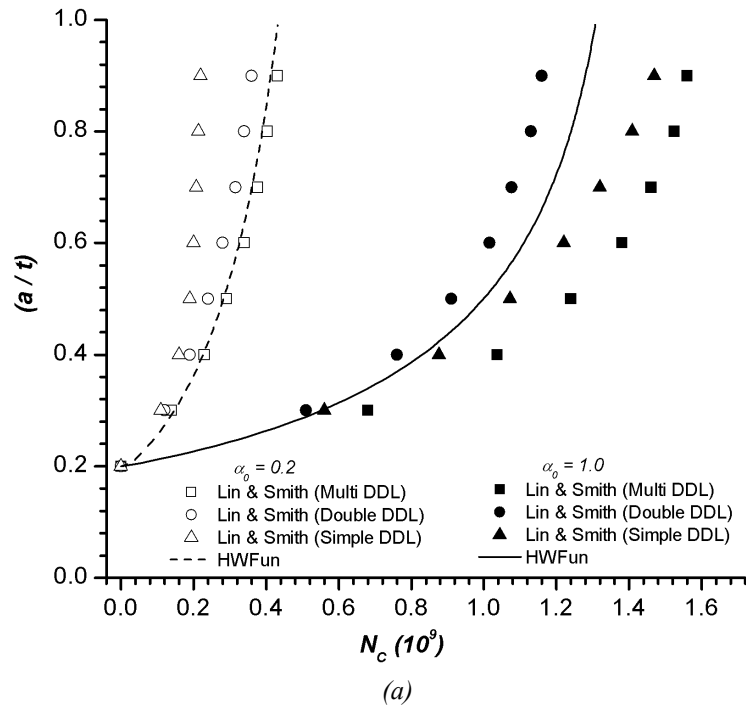 1.0
0.8
(a / t)
0.6
0.4
0.2
0.0
α₀ = 0.2
Lin & Smith (Multi DDL)
Lin & Smith (Double DDL)
Lin & Smith (Simple DDL)
HWFun
α₀ = 1.0
Lin & Smith (Multi DDL)
Lin & Smith (Double DDL)
Lin & Smith (Simple DDL)
HWFun
0.0 0.2 0.4 0.6 0.8 1.0 1.2 1.4 1.6
N_C (10⁹)
(a)